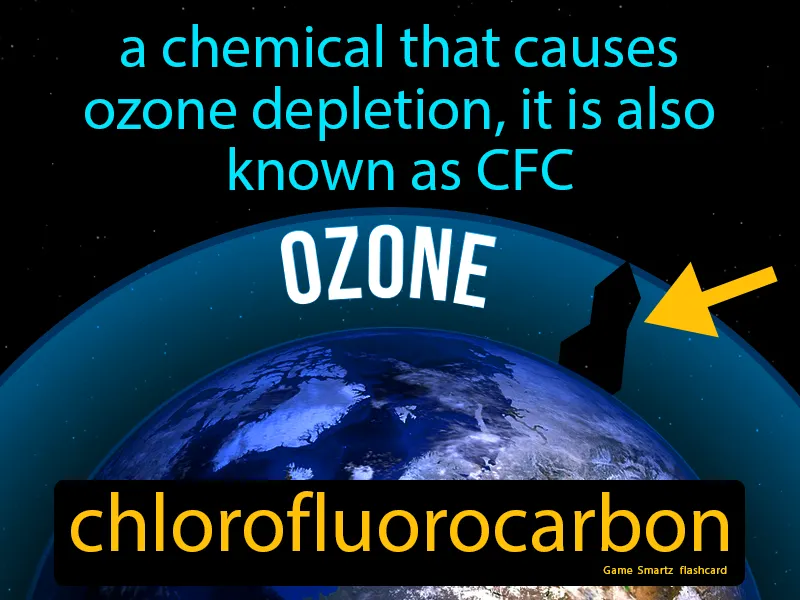 a chemical that causes
ozone depletion, it is also
known as CFC
OZONE
chlorofluorocarbon
Game Smartz flashcard